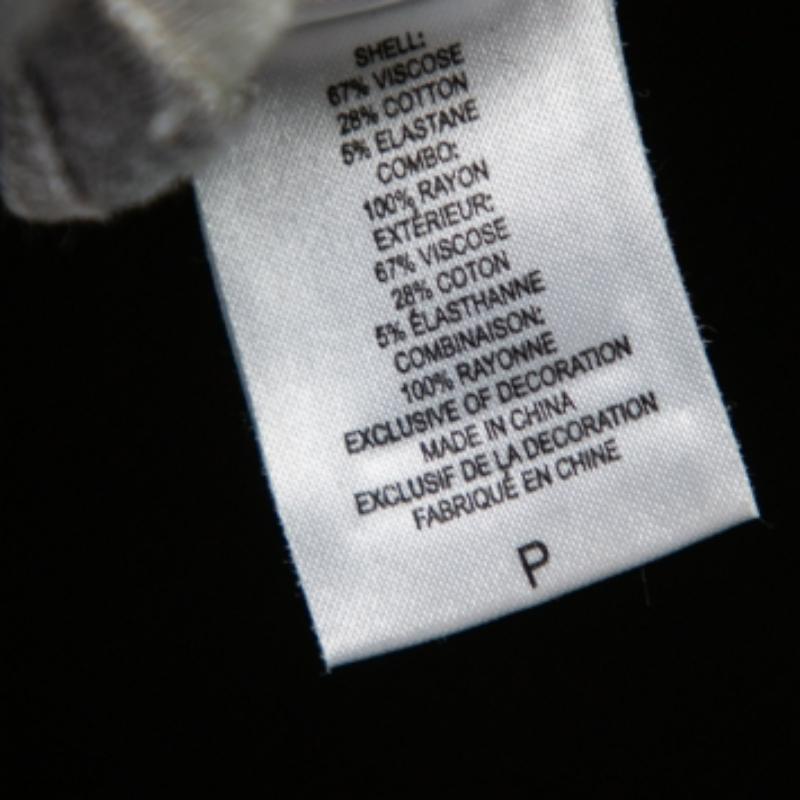 SHELL:
67% VISCOSE
28% COTTON
5% ELASTANE
COMBO:
100% RAYON
EXTÉRIEUR:
67% VISCOSE
28% COTON
5% ÉLASTHANNE
COMBINAISON:
100% RAYONNE
EXCLUSIVE OF DECORATION
MADE IN CHINA
EXCLUSIF DE LA DECORATION
FABRIQUÉ EN CHINE
P